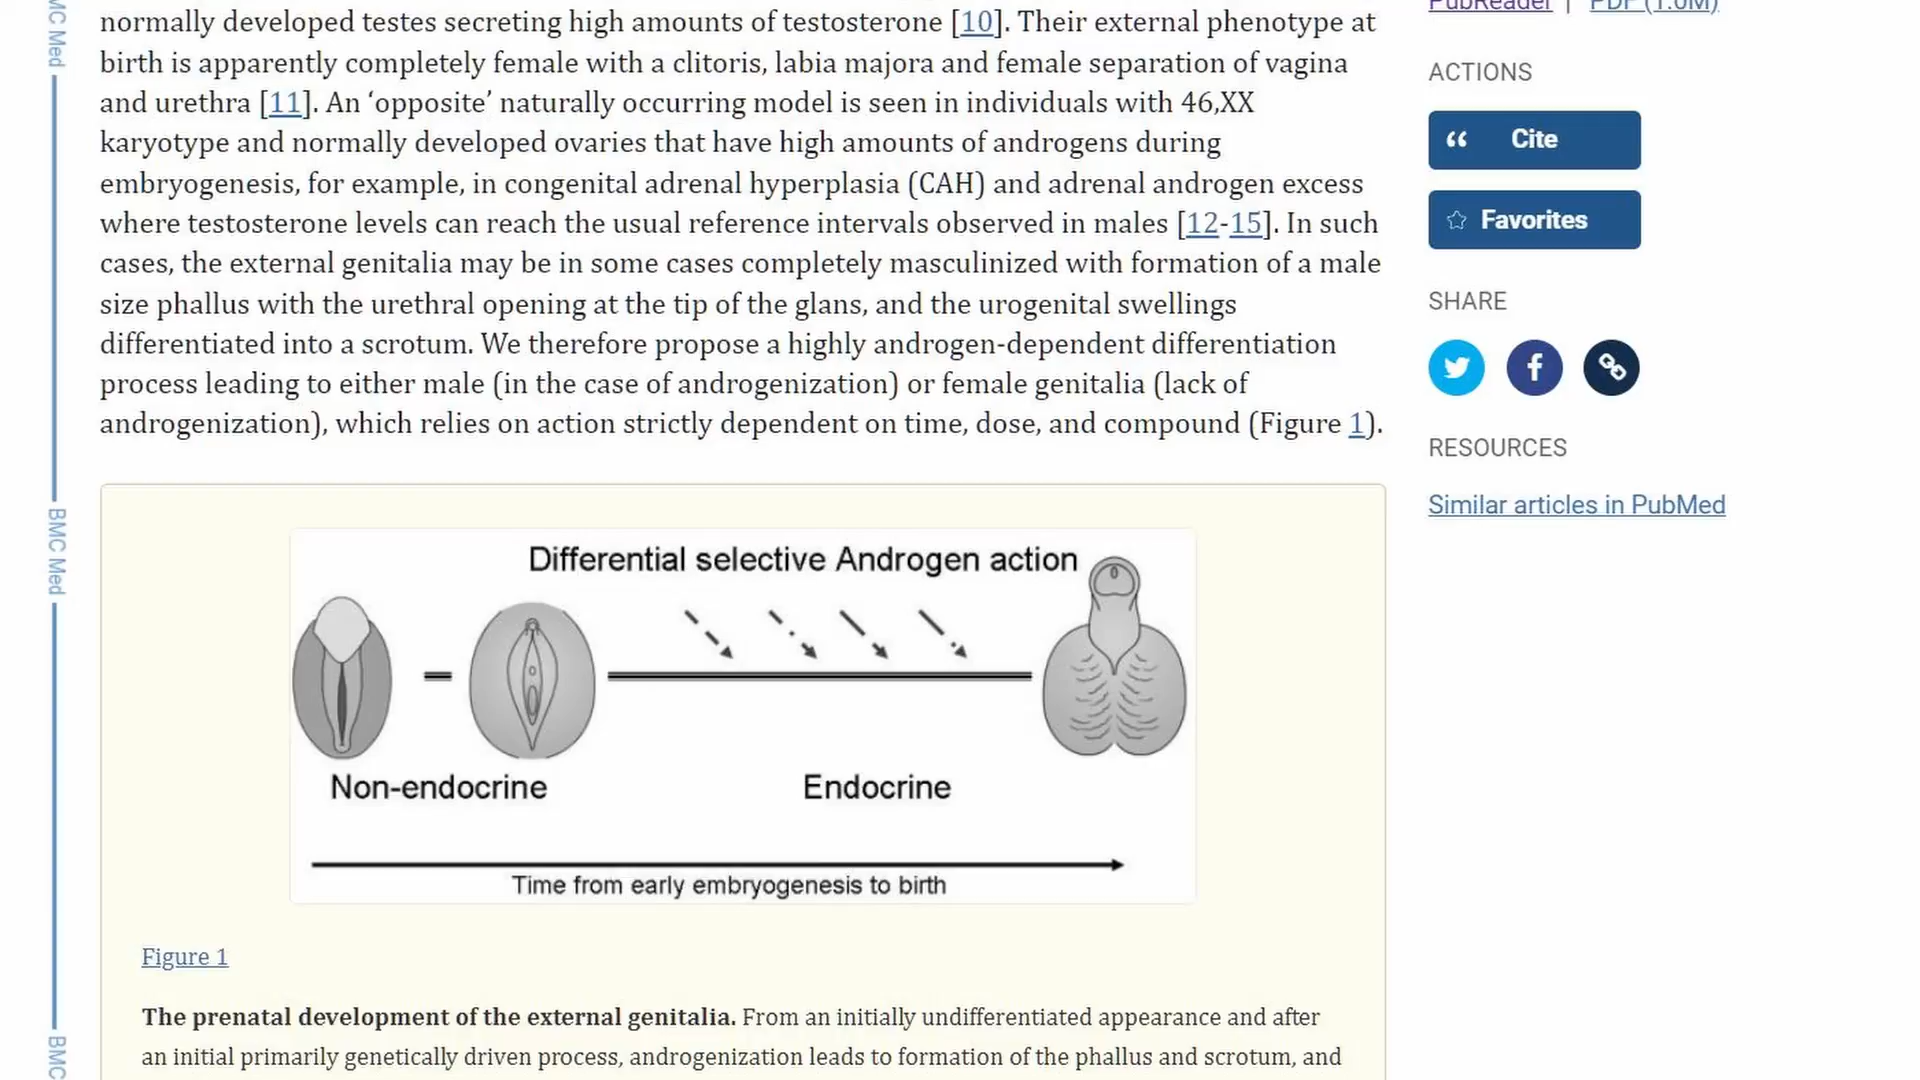 normally developed testes secreting high amounts of testosterone [10]. Their external phenotype at
birth is apparently completely female with a clitoris, labia majora and female separation of vagina
and urethra [11]. An ‘opposite’ naturally occurring model is seen in individuals with 46,XX
karyotype and normally developed ovaries that have high amounts of androgens during
embryogenesis, for example, in congenital adrenal hyperplasia (CAH) and adrenal androgen excess
where testosterone levels can reach the usual reference intervals observed in males [12-15]. In such
cases, the external genitalia may be in some cases completely masculinized with formation of a male
size phallus with the urethral opening at the tip of the glans, and the urogenital swellings
differentiated into a scrotum. We therefore propose a highly androgen-dependent differentiation
process leading to either male (in the case of androgenization) or female genitalia (lack of
androgenization), which relies on action strictly dependent on time, dose, and compound (Figure 1).
Differential selective Androgen action
Non-endocrine
Endocrine
Time from early embryogenesis to birth
Figure 1
The prenatal development of the external genitalia. From an initially undifferentiated appearance and after
an initial primarily genetically driven process, androgenization leads to formation of the phallus and scrotum, and
PubReader | PDF (1.0M)
ACTIONS
Cite
Favorites
SHARE
RESOURCES
Similar articles in PubMed
MC Med
BMC Med
BMC